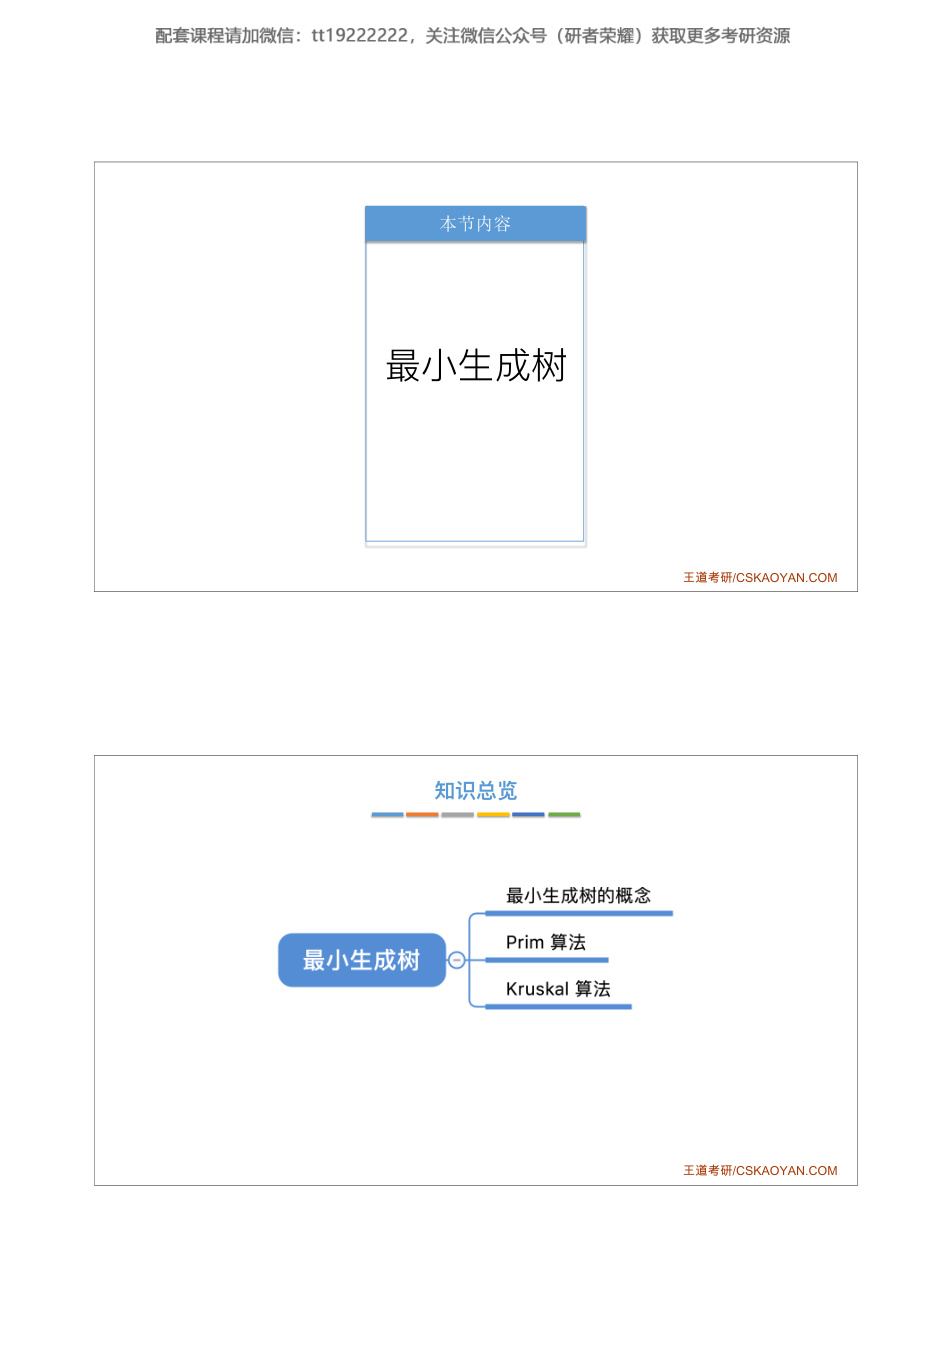 配套课程请加微信：tt19222222，关注微信公众号（研者荣耀）获取更多考研资源
本节内容
最小生成树
王道考研/CSKAOYAN.COM
知识总览
最小生成树的概念
Prim 算法
最小生成树
Kruskal 算法
王道考研/CSKAOYAN.COM